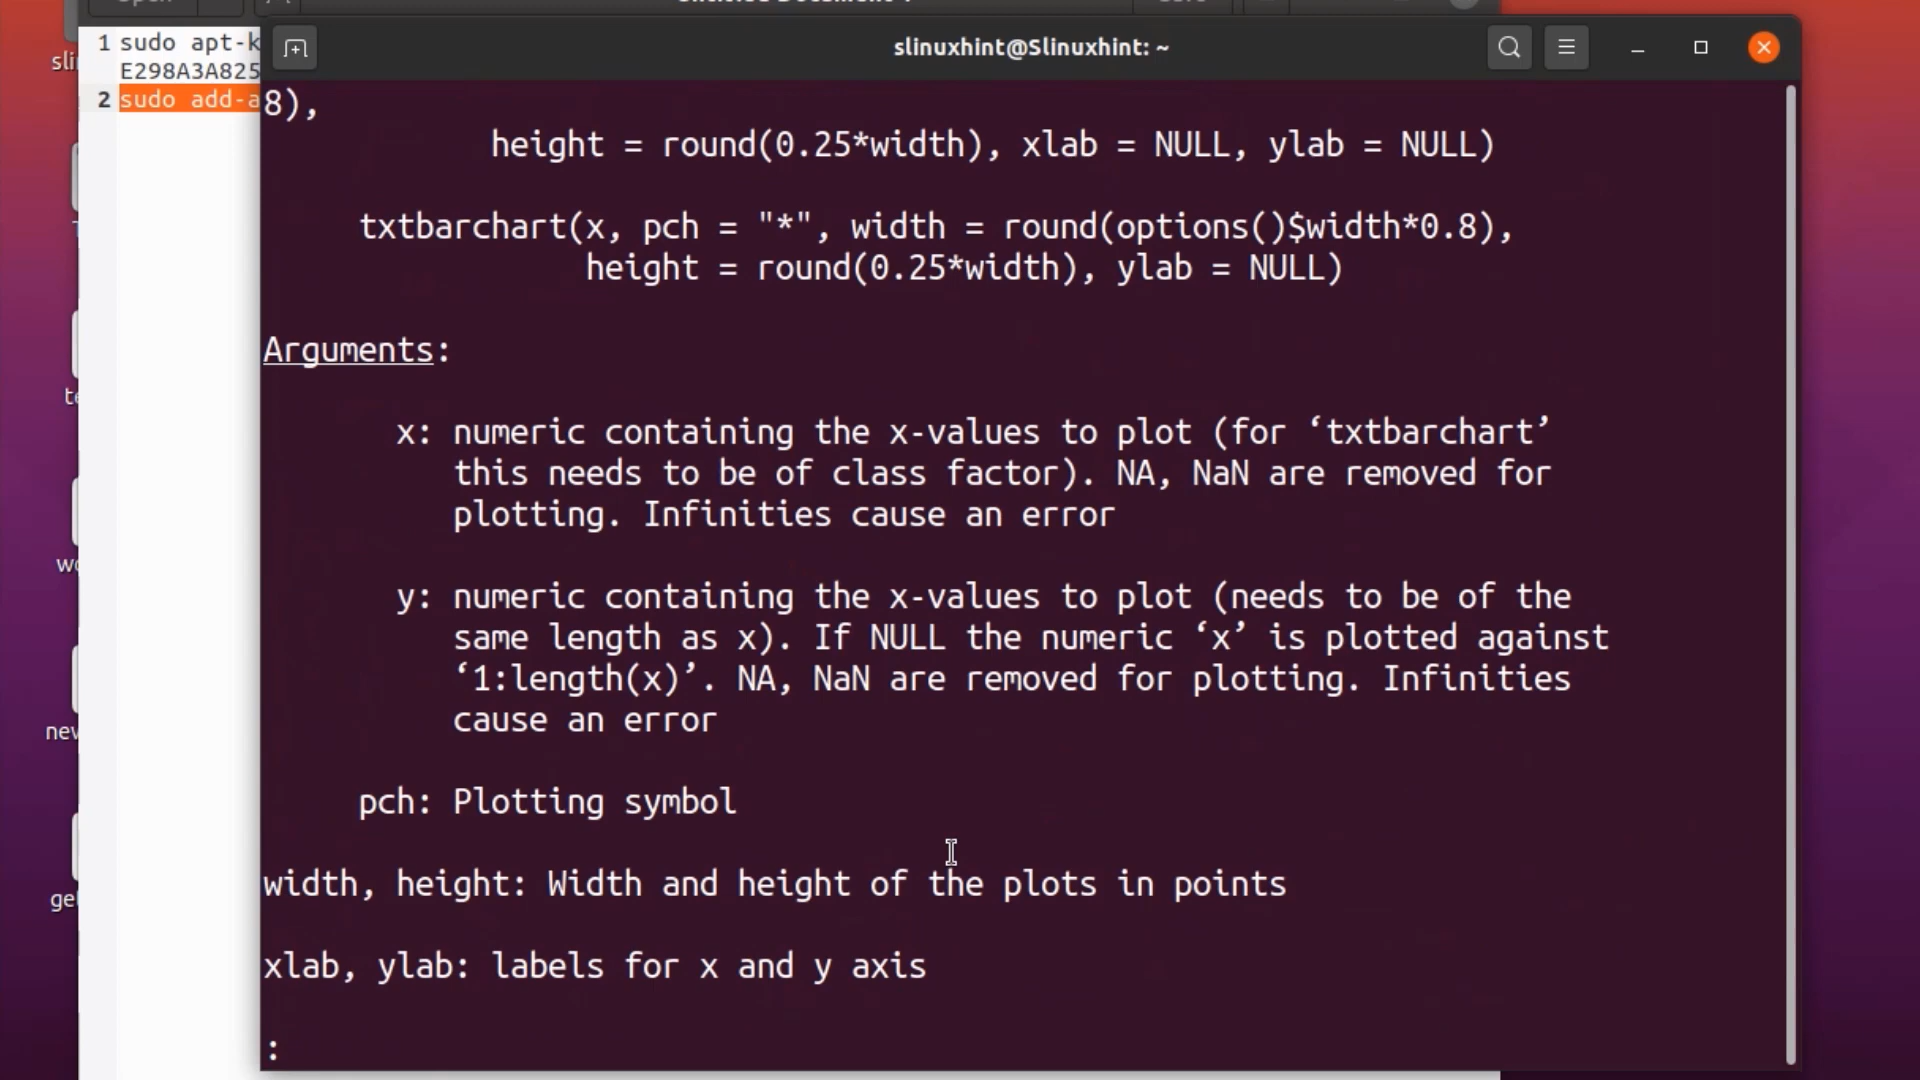 slinuxhint@Slinuxhint: ~
1 sudo apt-k
E298A3A825
2 sudo add-a
8),
height = round(0.25*width), xlab = NULL, ylab = NULL)
txtbarchart(x, pch = "*", width = round(options()$width*0.8),
height = round(0.25*width), ylab = NULL)
Arguments:
x: numeric containing the x-values to plot (for ‘txtbarchart’
this needs to be of class factor). NA, NaN are removed for
plotting. Infinities cause an error
y: numeric containing the x-values to plot (needs to be of the
same length as x). If NULL the numeric ‘x’ is plotted against
‘1:length(x)’. NA, NaN are removed for plotting. Infinities
cause an error
pch: Plotting symbol
width, height: Width and height of the plots in points
xlab, ylab: labels for x and y axis
:
sli
te
wo
new
get